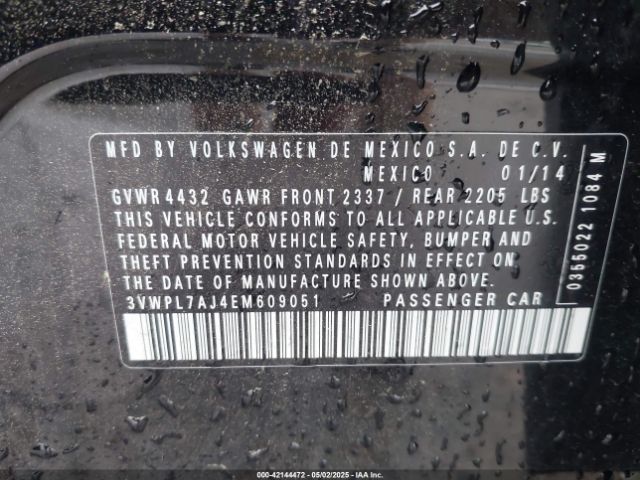 MFD BY VOLKSWAGEN DE MEXICO S.A. DE C.V.
MEXICO 01/14
GVWR 4432 GAWR FRONT 2337 / REAR 2205 LBS
THIS VEHICLE CONFORMS TO ALL APPLICABLE U.S.
FEDERAL MOTOR VEHICLE SAFETY, BUMPER AND
THEFT PREVENTION STANDARDS IN EFFECT ON
THE DATE OF MANUFACTURE SHOWN ABOVE.
3VWPL7AJ4EM609051 PASSENGER CAR
0355022 1084 M
000-42144472 - 05/02/2025 - IAA Inc.